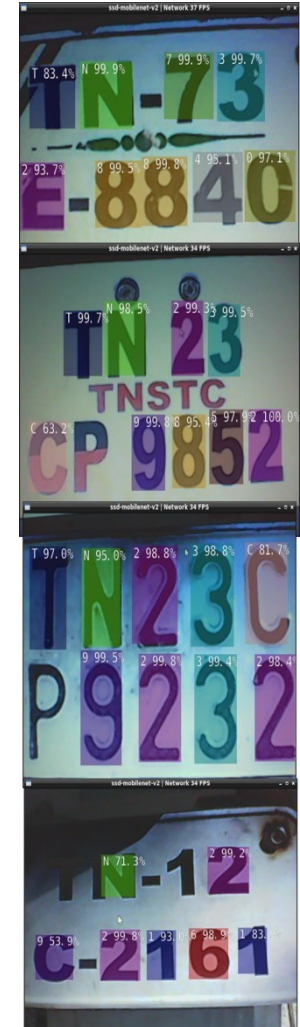 ssd-mobilenet-v2 | Network 37 FPS
T 83.4% N 99.9% 7 99.9% 3 99.7%
TN-73
2 93.7% 8 99.5% 8 99.8% 4 95.1% 0 97.1%
E-884C
ssd-mobilenet-v2 | Network 34 FPS
T 99.7% N 98.5% 2 99.3% 3 99.5%
TN 23
TNSTC
C 63.2% 9 99.8 8 95.4% 5 97.9% 2 100.0%
CP 9852
ssd-mobilenet-v2 | Network 34 FPS
T 97.0% N 95.0% 2 98.8% 3 98.8% C 81.7%
TN23C
9 99.5% 2 99.8% 3 99.4% 2 98.4%
P9232
ssd-mobilenet-v2 | Network 34 FPS
N 71.3% 2 99.2%
TN-12
9 53.9% 2 99.8% 1 93. 6 98.9 1 83.
C-2161